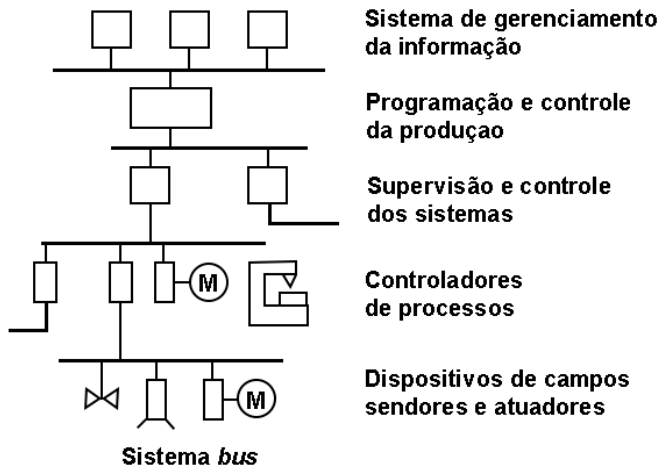 Sistema de gerenciamento
da informação
Programação e controle
da produçao
Supervisão e controle
dos sistemas
Controladores
de processos
M
Dispositivos de campos
sendores e atuadores
M
Sistema bus